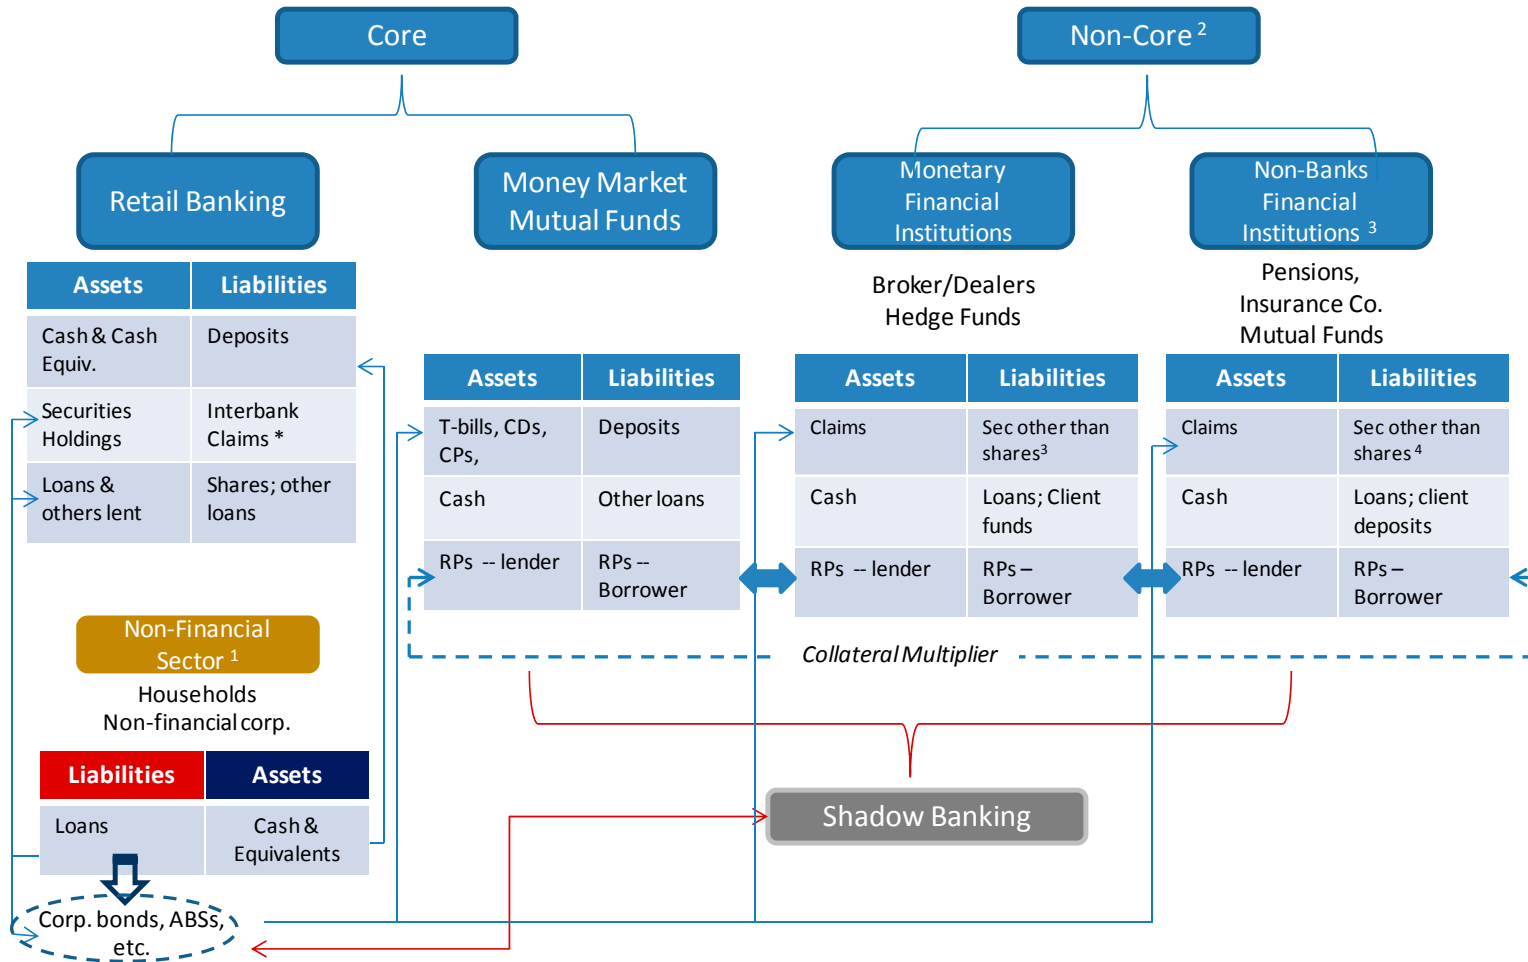 Core
Non-Core 2
Retail Banking
Money Market
Mutual Funds
Monetary
Financial
Institutions
Non-Banks
Financial
Institutions 3
Broker/Dealers
Hedge Funds
Pensions,
Insurance Co.
Mutual Funds
Assets Liabilities
Cash & Cash
Equiv.
Deposits
Securities
Holdings
Interbank
Claims *
Loans &
others lent
Shares; other
loans
Assets Liabilities
T-bills, CDs,
CPs,
Deposits
Cash Other loans
RPs -- lender
RPs --
Borrower
Assets Liabilities
Claims
Sec other than
shares3
Cash
Loans; Client
funds
RPs -- lender
RPs –
Borrower
Assets Liabilities
Claims
Sec other than
shares 4
Cash
Loans; client
deposits
RPs -- lender
RPs –
Borrower
Collateral Multiplier
Non-Financial
Sector 1
Households
Non-financial corp.
Liabilities Assets
Loans
Cash &
Equivalents
Corp. bonds, ABSs,
etc.
Shadow Banking